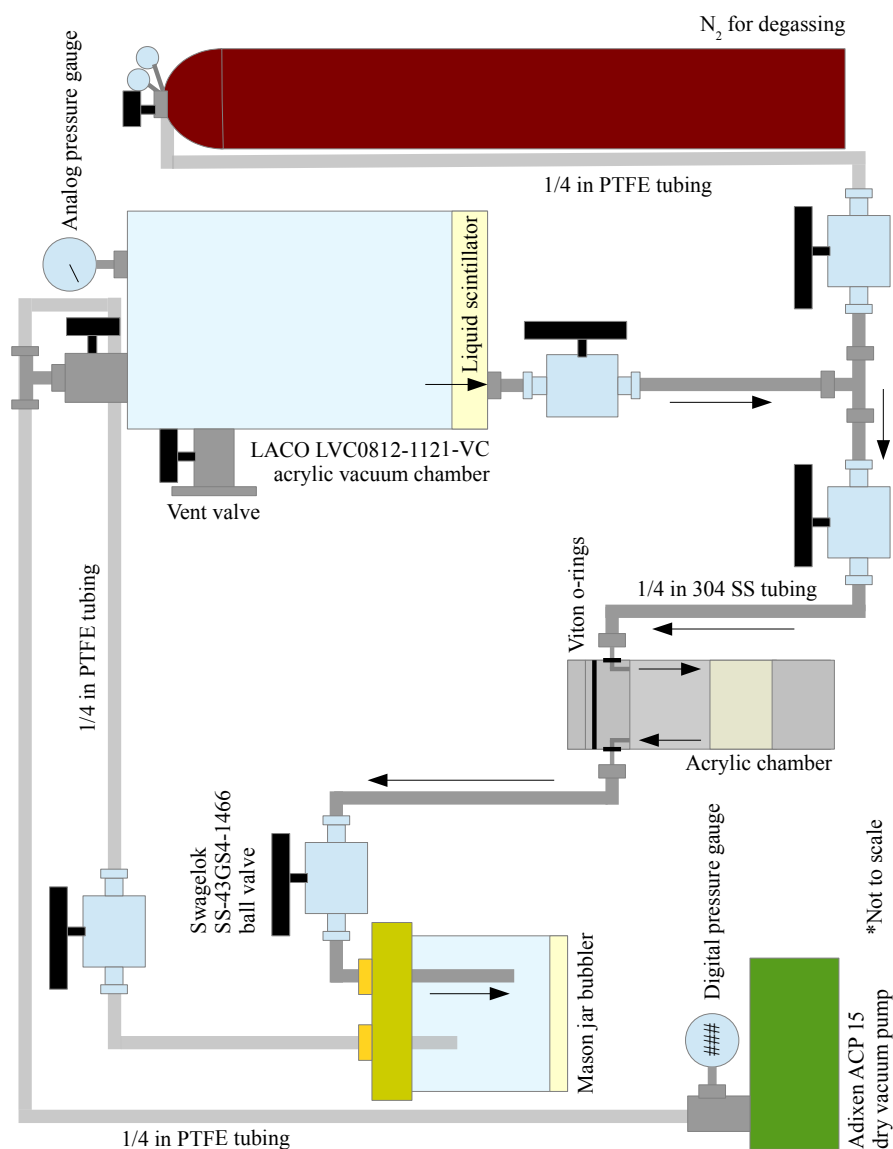 N2 for degassing
1/4 in PTFE tubing
Analog pressure gauge
Liquid scintillator
LACO LVC0812-1121-VC
acrylic vacuum chamber
Vent valve
1/4 in PTFE tubing
Viton o-rings
1/4 in 304 SS tubing
Acrylic chamber
Swagelok
SS-43GS4-1466
ball valve
Mason jar bubbler
Digital pressure gauge
*Not to scale
Adixen ACP 15
dry vacuum pump
1/4 in PTFE tubing